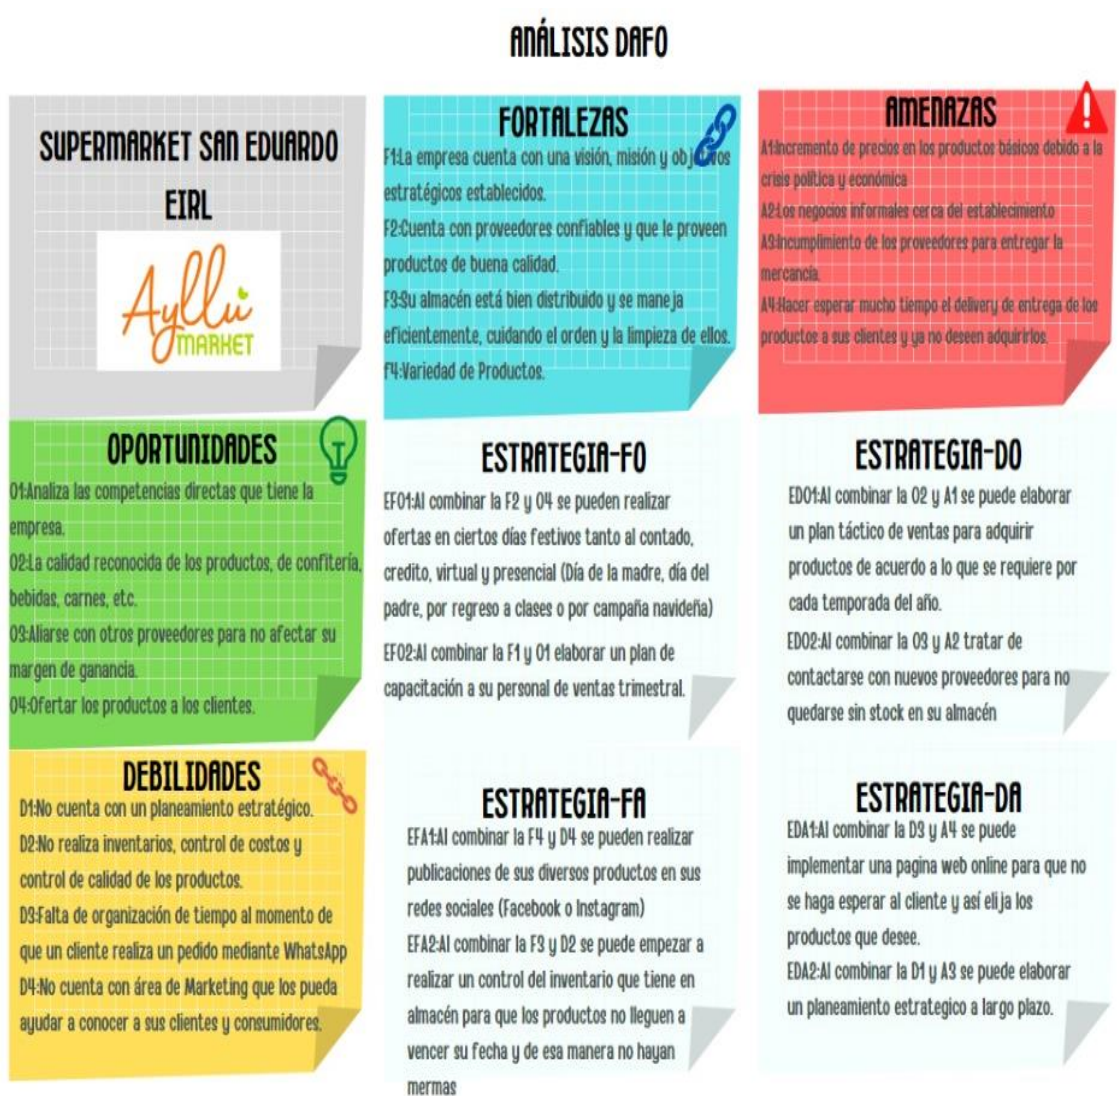 ANÁLISIS DAFO
SUPERMARKET SAN EDUARDO
EIRL
Ayllu
MARKET
FORTALEZAS
F1:La empresa cuenta con una visión, misión y objetivos
estratégicos establecidos.
F2:Cuenta con proveedores confiables y que le proveen
productos de buena calidad.
F3:Su almacén está bien distribuido y se maneja
eficientemente, cuidando el orden y la limpieza de ellos.
f4:Variedad de Productos.
AMENAZAS
A1:Incremento de precios en los productos básicos debido a la
crisis política y económica
A2:Los negocios informales cerca del establecimiento
A3:Incumplimiento de los proveedores para entregar la
mercancía.
A4:Hacer esperar mucho tiempo el delivery de entrega de los
productos a sus clientes y ya no deseen adquirirlos.
OPORTUNIDADES
O1:Analiza las competencias directas que tiene la
empresa.
O2:La calidad reconocida de los productos, de confitería,
bebidas, carnes, etc.
O3:Aliarse con otros proveedores para no afectar su
margen de ganancia.
O4:Ofertar los productos a los clientes.
ESTRATEGIA-FO
EFO1:Al combinar la F2 y O4 se pueden realizar
ofertas en ciertos días festivos tanto al contado,
credito, virtual y presencial (Día de la madre, día del
padre, por regreso a clases o por campaña navideña)
EFO2:Al combinar la F1 y O1 elaborar un plan de
capacitación a su personal de ventas trimestral.
ESTRATEGIA-DO
EDO1:Al combinar la O2 y A1 se puede elaborar
un plan táctico de ventas para adquirir
productos de acuerdo a lo que se requiere por
cada temporada del año.
EDO2:Al combinar la O3 y A2 tratar de
contactarse con nuevos proveedores para no
quedarse sin stock en su almacén
DEBILIDADES
D1:No cuenta con un planeamiento estratégico.
D2:No realiza inventarios, control de costos y
control de calidad de los productos.
D3:Falta de organización de tiempo al momento de
que un cliente realiza un pedido mediante WhatsApp
D4:No cuenta con área de Marketing que los pueda
ayudar a conocer a sus clientes y consumidores.
ESTRATEGIA-FA
EFA1:Al combinar la F4 y D4 se pueden realizar
publicaciones de sus diversos productos en sus
redes sociales (Facebook o Instagram)
EFA2:Al combinar la F3 y D2 se puede empezar a
realizar un control del inventario que tiene en
almacén para que los productos no lleguen a
vencer su fecha y de esa manera no hayan
mermas
ESTRATEGIA-DA
EDA1:Al combinar la D3 y A4 se puede
implementar una pagina web online para que no
se haga esperar al cliente y así elija los
productos que desee.
EDA2:Al combinar la D1 y A3 se puede elaborar
un planeamiento estrategico a largo plazo.